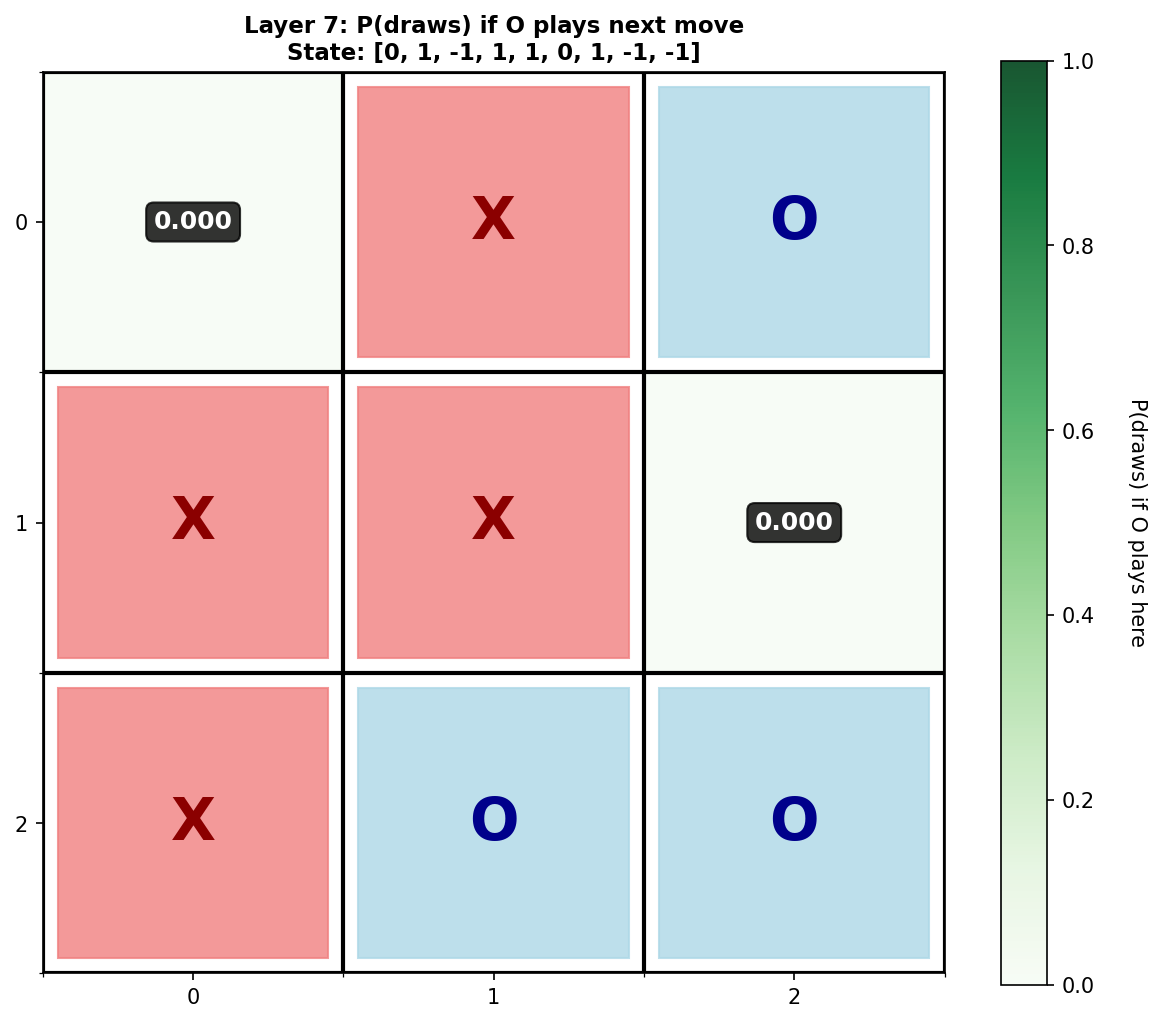 Layer 7: P(draws) if O plays next move
State: [0, 1, -1, 1, 1, 0, 1, -1, -1]
0
0.000
X
O
1
X
X
0.000
2
X
O
O
0
1
2
1.0
0.8
0.6
0.4
0.2
0.0
P(draws) if O plays here